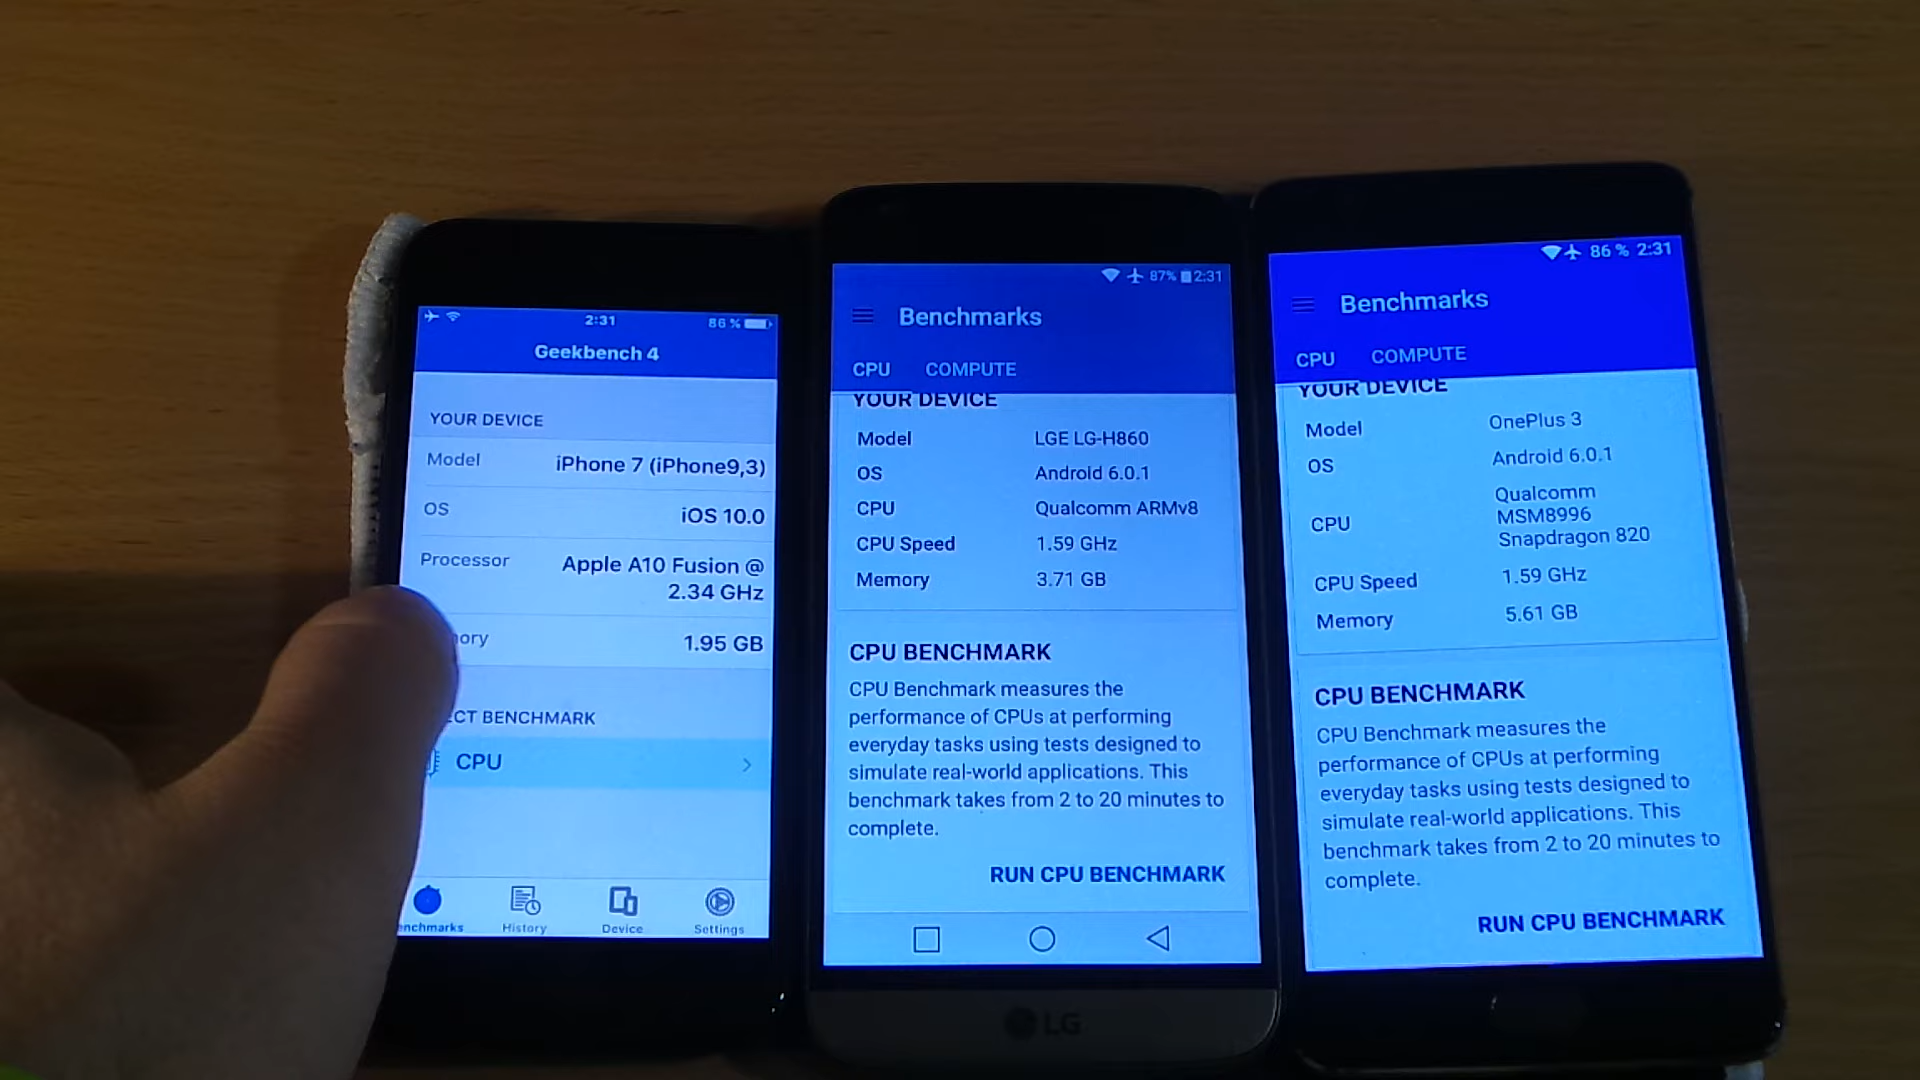 2:31
86 %
Geekbench 4
YOUR DEVICE
Model
iPhone 7 (iPhone9,3)
OS
iOS 10.0
Processor
Apple A10 Fusion @
2.34 GHz
ory
1.95 GB
ECT BENCHMARK
CPU
nchmarks
History
Device
Settings
87% 2:31
Benchmarks
CPU
COMPUTE
YOUR DEVICE
Model
LGE LG-H860
OS
Android 6.0.1
CPU
Qualcomm ARMv8
CPU Speed
1.59 GHz
Memory
3.71 GB
CPU BENCHMARK
CPU Benchmark measures the
performance of CPUs at performing
everyday tasks using tests designed to
simulate real-world applications. This
benchmark takes from 2 to 20 minutes to
complete.
RUN CPU BENCHMARK
LG
86 % 2:31
Benchmarks
CPU
COMPUTE
YOUR DEVICE
Model
OnePlus 3
OS
Android 6.0.1
CPU
Qualcomm
MSM8996
Snapdragon 820
CPU Speed
1.59 GHz
Memory
5.61 GB
CPU BENCHMARK
CPU Benchmark measures the
performance of CPUs at performing
everyday tasks using tests designed to
simulate real-world applications. This
benchmark takes from 2 to 20 minutes to
complete.
RUN CPU BENCHMARK